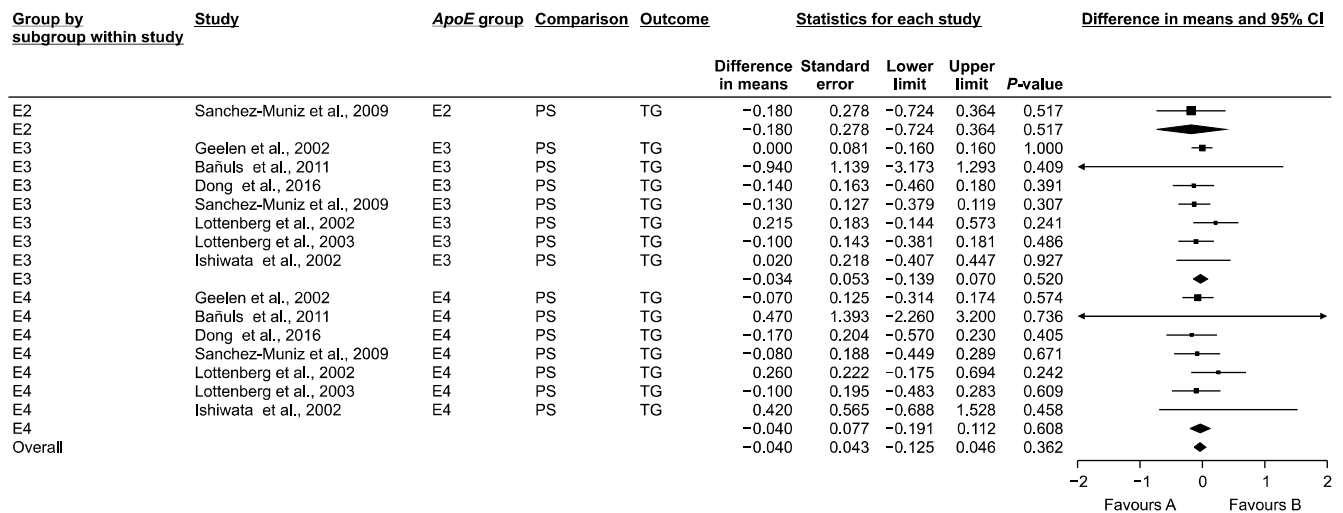 Group by subgroup within study Study ApoE group Comparison Outcome Statistics for each study Difference in means and 95% CI
Difference in means Standard error Lower limit Upper limit P-value
E2 Sanchez-Muniz et al., 2009 E2 PS TG −0.180 0.278 −0.724 0.364 0.517
E2 −0.180 0.278 −0.724 0.364 0.517
E3 Geelen et al., 2002 E3 PS TG 0.000 0.081 −0.160 0.160 1.000
E3 Bañuls et al., 2011 E3 PS TG −0.940 1.139 −3.173 1.293 0.409
E3 Dong et al., 2016 E3 PS TG −0.140 0.163 −0.460 0.180 0.391
E3 Sanchez-Muniz et al., 2009 E3 PS TG −0.130 0.127 −0.379 0.119 0.307
E3 Lottenberg et al., 2002 E3 PS TG 0.215 0.183 −0.144 0.573 0.241
E3 Lottenberg et al., 2003 E3 PS TG −0.100 0.143 −0.381 0.181 0.486
E3 Ishiwata et al., 2002 E3 PS TG 0.020 0.218 −0.407 0.447 0.927
E3 −0.034 0.053 −0.139 0.070 0.520
E4 Geelen et al., 2002 E4 PS TG −0.070 0.125 −0.314 0.174 0.574
E4 Bañuls et al., 2011 E4 PS TG 0.470 1.393 −2.260 3.200 0.736
E4 Dong et al., 2016 E4 PS TG −0.170 0.204 −0.570 0.230 0.405
E4 Sanchez-Muniz et al., 2009 E4 PS TG −0.080 0.188 −0.449 0.289 0.671
E4 Lottenberg et al., 2002 E4 PS TG 0.260 0.222 −0.175 0.694 0.242
E4 Lottenberg et al., 2003 E4 PS TG −0.100 0.195 −0.483 0.283 0.609
E4 Ishiwata et al., 2002 E4 PS TG 0.420 0.565 −0.688 1.528 0.458
E4 −0.040 0.077 −0.191 0.112 0.608
Overall −0.040 0.043 −0.125 0.046 0.362
−2 −1 0 1 2
Favours A Favours B